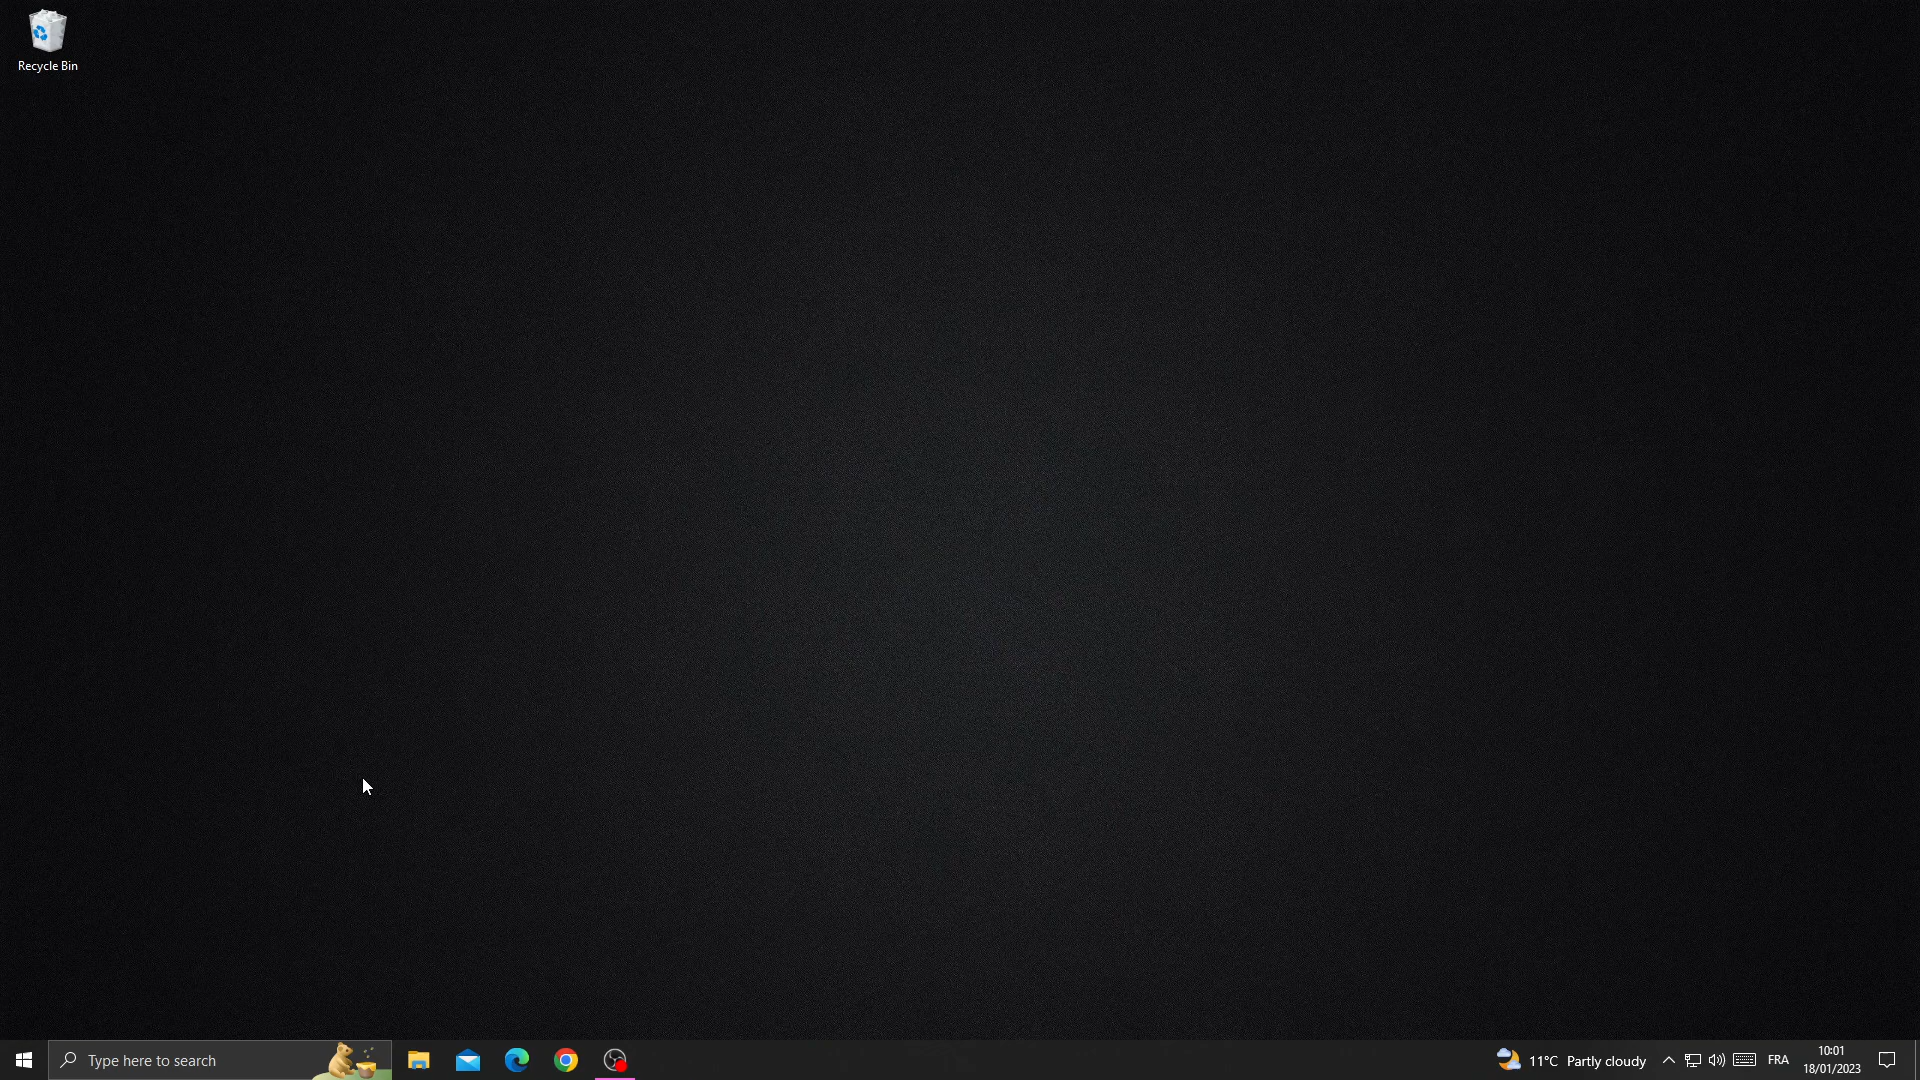 Recycle Bin
Type here to search
11°C Partly cloudy
FRA
10:01
18/01/2023